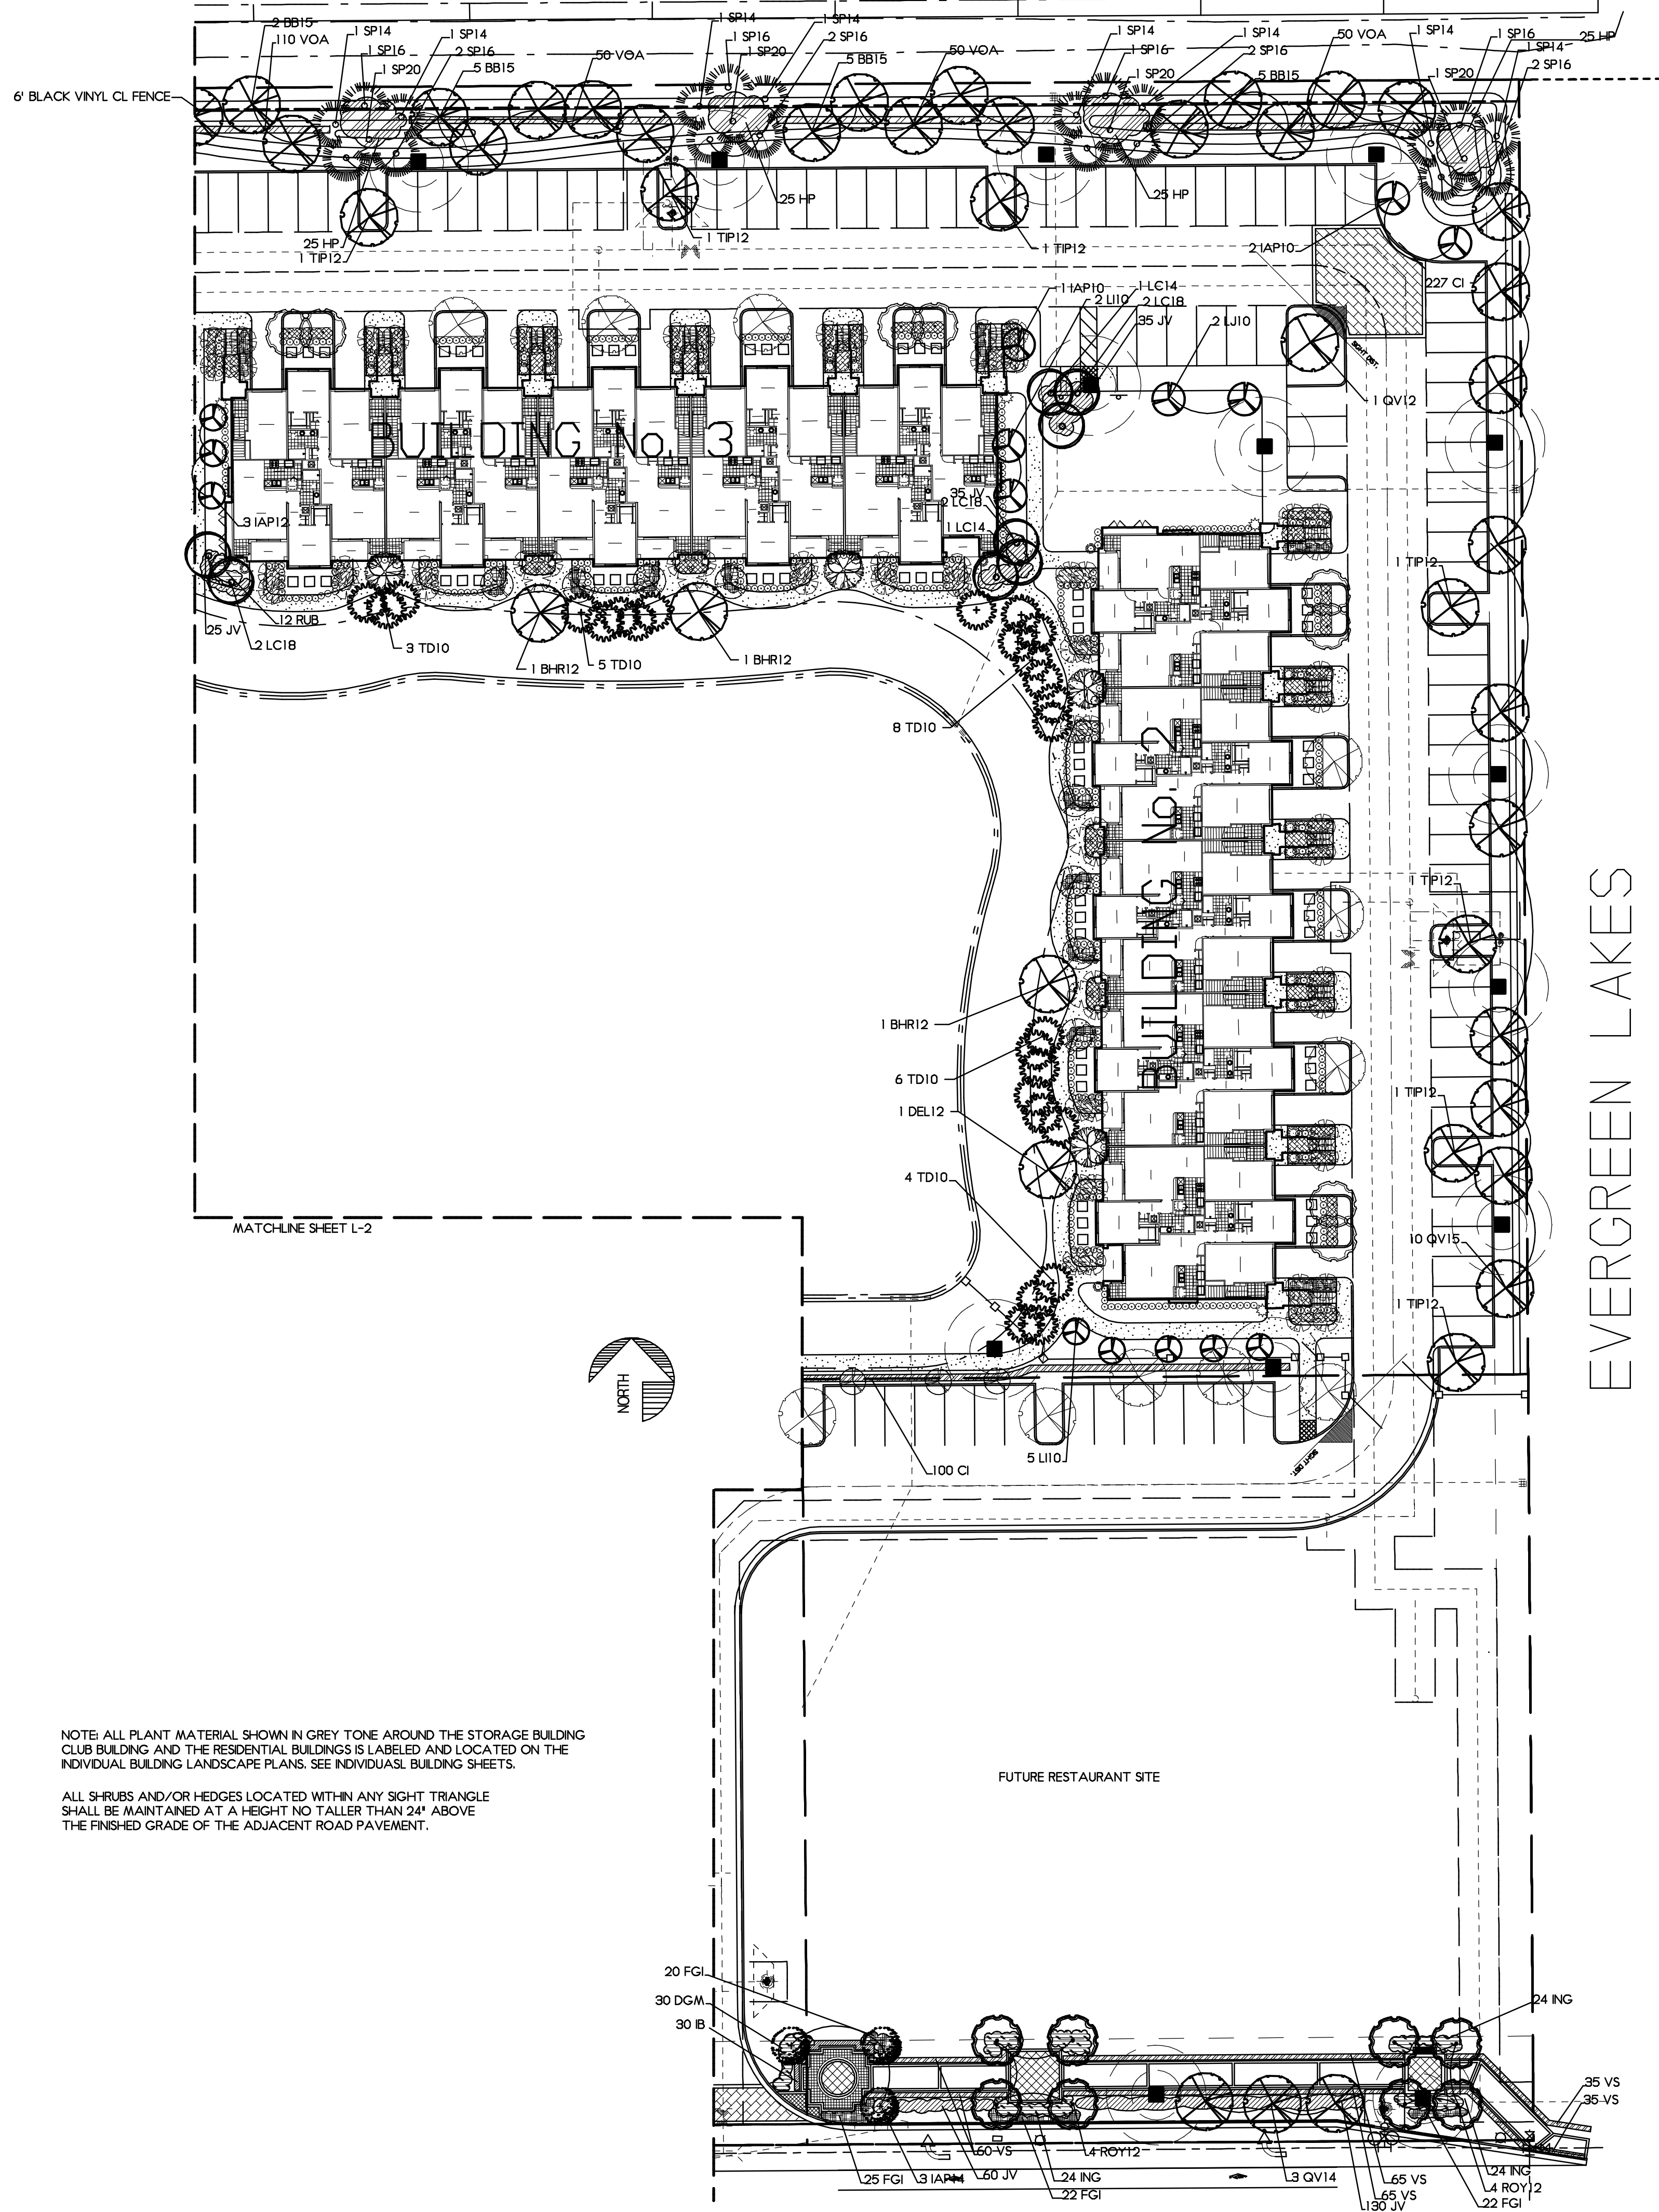 2 BB15
110 VOA
1 SP14
1 SP16
1 SP20
1 SP14
2 SP16
5 BB15
50 VOA
1 SP14
1 SP16
1 SP20
1 SP14
2 SP16
5 BB15
50 VOA
1 SP14
1 SP16
1 SP20
1 SP14
2 SP16
5 BB15
50 VOA
1 SP14
1 SP20
1 SP16
25 HP
1 SP14
2 SP16
6' BLACK VINYL CL FENCE
25 HP
1 TIP12
25 HP
1 TIP12
25 HP
1 TIP12
2 IAP10
227 CI
1 IAP10
2 LI10
1 LC14
2 LC18
35 JV
2 LJ10
SIGHT DIST.
1 QV12
BUILDING No. 3
3 IAP12
35 JV
2 LC18
1 LC14
25 JV
12 RUB
2 LC18
3 TD10
1 BHR12
5 TD10
1 BHR12
8 TD10
1 TIP12
BUILDING No. 2
1 TIP12
EVERGREEN LAKES
1 BHR12
6 TD10
1 DEL12
4 TD10
1 TIP12
10 QV15
1 TIP12
MATCHLINE SHEET L-2
NORTH
100 CI
5 LI10
SIGHT DIST.
NOTE: ALL PLANT MATERIAL SHOWN IN GREY TONE AROUND THE STORAGE BUILDING
CLUB BUILDING AND THE RESIDENTIAL BUILDINGS IS LABELED AND LOCATED ON THE
INDIVIDUAL BUILDING LANDSCAPE PLANS. SEE INDIVIDUASL BUILDING SHEETS.
ALL SHRUBS AND/OR HEDGES LOCATED WITHIN ANY SIGHT TRIANGLE
SHALL BE MAINTAINED AT A HEIGHT NO TALLER THAN 24" ABOVE
THE FINISHED GRADE OF THE ADJACENT ROAD PAVEMENT.
FUTURE RESTAURANT SITE
20 FGI
30 DGM
30 IB
24 ING
35 VS
35 VS
25 FGI
3 IAP14
60 VS
60 JV
24 ING
22 FGI
4 ROY12
3 QV14
65 VS
65 VS
130 JV
24 ING
4 ROY12
22 FGI